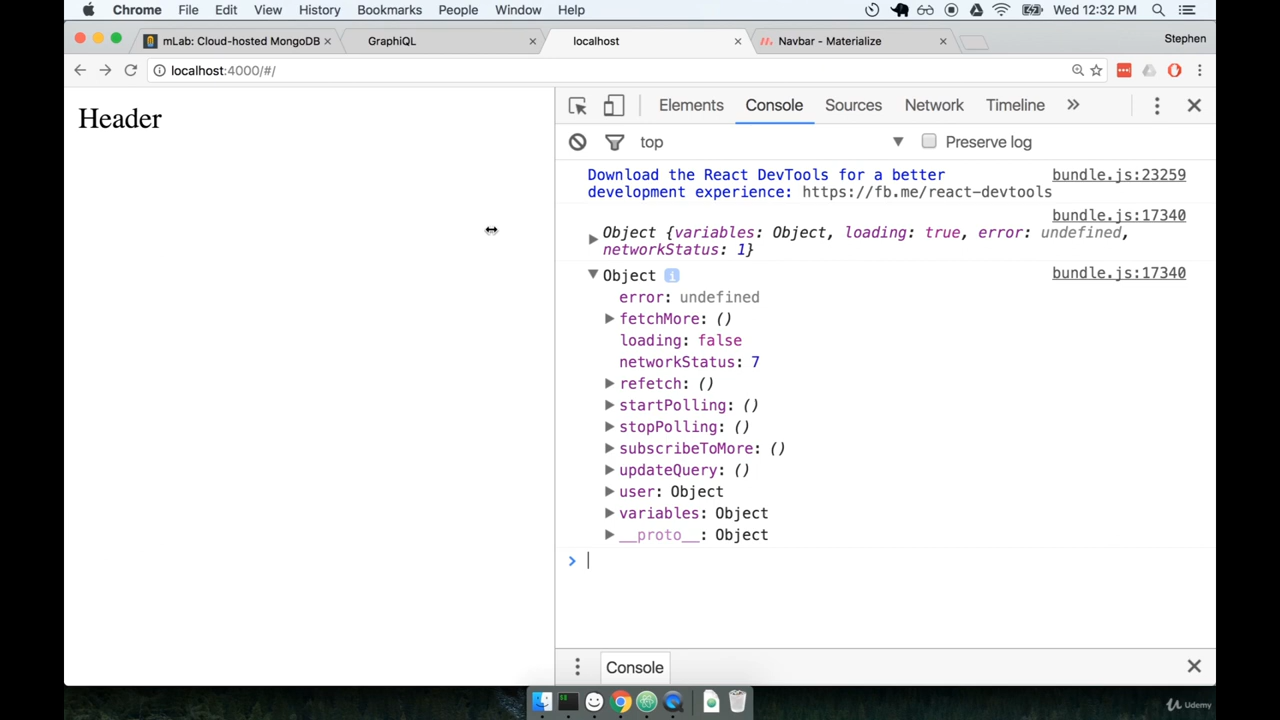 Chrome File Edit View History Bookmarks People Window Help Wed 12:32 PM
mLab: Cloud-hosted MongoDB GraphiQL localhost Navbar - Materialize Stephen
localhost:4000/#/
Header
Elements Console Sources Network Timeline »
top Preserve log
Download the React DevTools for a better bundle.js:23259
development experience: https://fb.me/react-devtools
bundle.js:17340
Object {variables: Object, loading: true, error: undefined,
networkStatus: 1}
Object i bundle.js:17340
error: undefined
fetchMore: ()
loading: false
networkStatus: 7
refetch: ()
startPolling: ()
stopPolling: ()
subscribeToMore: ()
updateQuery: ()
user: Object
variables: Object
__proto__: Object
>
Console
Udemy